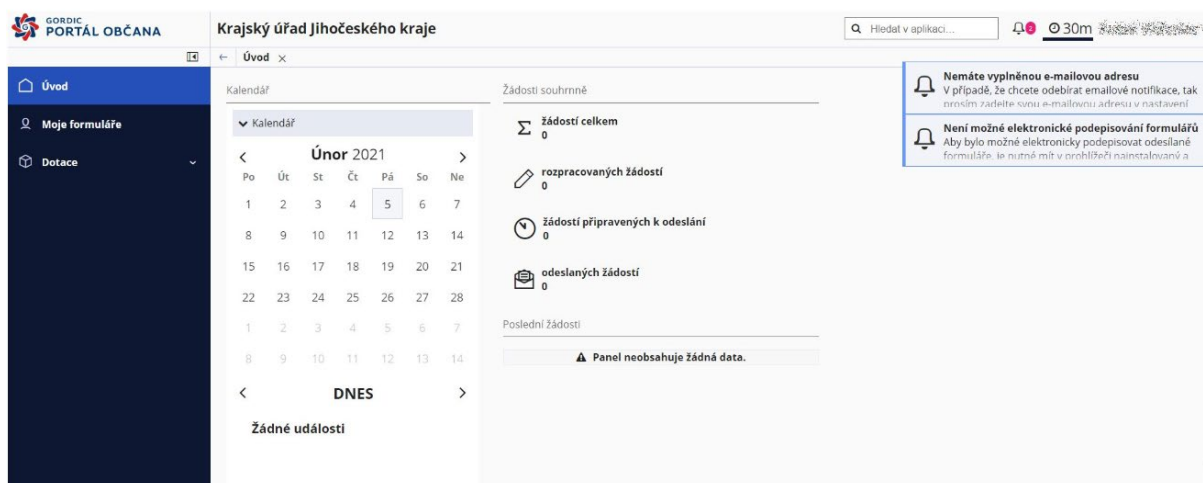 GORDIC
PORTÁL OBČANA
Krajský úřad Jihočeského kraje
Hledat v aplikaci...
30m
← Úvod ×
Úvod
Moje formuláře
Dotace
Kalendář
Kalendář
Únor 2021
Po Út St Čt Pá So Ne
1 2 3 4 5 6 7
8 9 10 11 12 13 14
15 16 17 18 19 20 21
22 23 24 25 26 27 28
1 2 3 4 5 6 7
8 9 10 11 12 13 14
DNES
Žádné události
Žádosti souhrnně
žádostí celkem
0
rozpracovaných žádostí
0
žádostí připravených k odeslání
0
odeslaných žádostí
0
Poslední žádosti
Panel neobsahuje žádná data.
Nemáte vyplněnou e-mailovou adresu
V případě, že chcete odebírat emailové notifikace, tak
prosím zadejte svou e-mailovou adresu v nastavení
Není možné elektronické podepisování formulářů
Aby bylo možné elektronicky podepisovat odesílané
formuláře, je nutné mít v prohlížeči nainstalovaný a